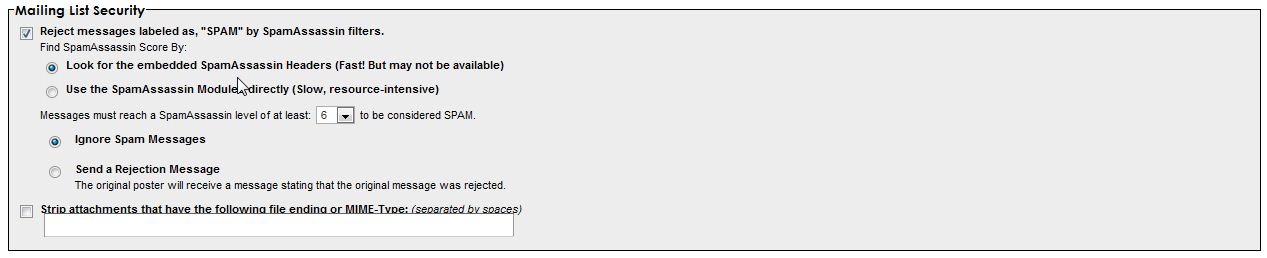 Mailing List Security
Reject messages labeled as, "SPAM" by SpamAssassin filters.
Find SpamAssassin Score By:
Look for the embedded SpamAssassin Headers (Fast! But may not be available)
Use the SpamAssassin Module, directly (Slow, resource-intensive)
Messages must reach a SpamAssassin level of at least: 6 to be considered SPAM.
Ignore Spam Messages
Send a Rejection Message
The original poster will receive a message stating that the original message was rejected.
Strip attachments that have the following file ending or MIME-Type: (separated by spaces)